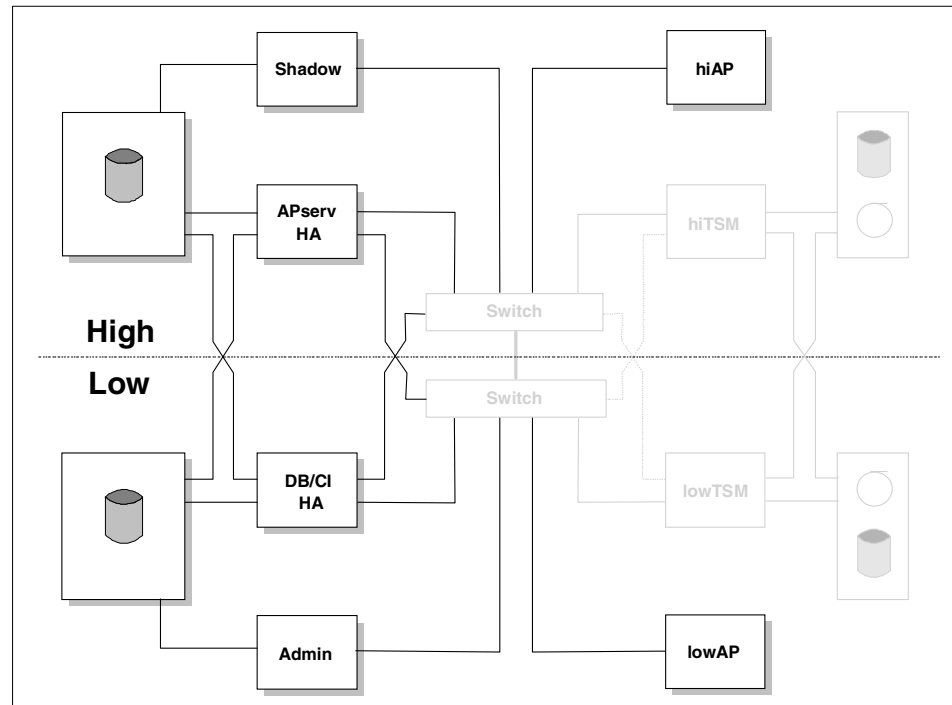 Shadow
hiAP
APserv
HA
hiTSM
Switch
High
Low
Switch
DB/CI
HA
lowTSM
Admin
lowAP